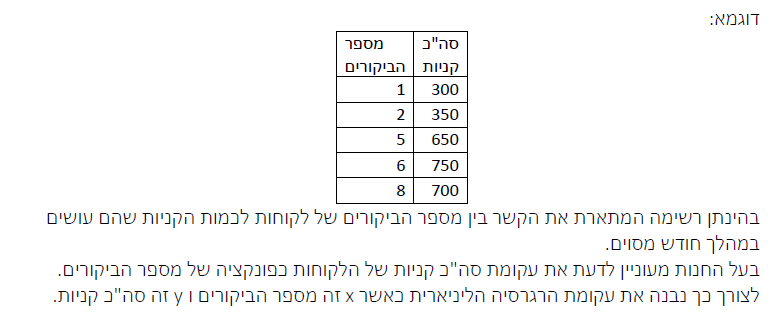 דוגמא:
סה"כ קניות מספר הביקורים
300 1
350 2
650 5
750 6
700 8
בהינתן רשימה המתארת את הקשר בין מספר הביקורים של לקוחות לכמות הקניות שהם עושים
במהלך חודש מסוים.
בעל החנות מעוניין לדעת את עקומת סה"כ קניות של הלקוחות כפונקציה של מספר הביקורים.
לצורך כך נבנה את עקומת הרגרסיה הליניארית כאשר x זה מספר הביקורים ו y זה סה"כ קניות.